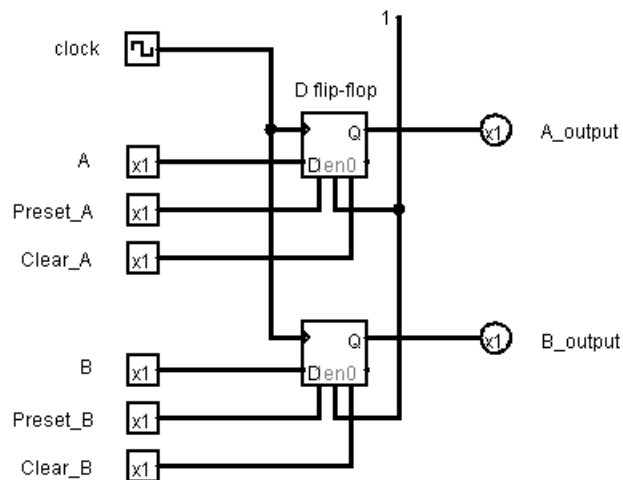 1
clock
D flip-flop
Q
x1
A_output
A
x1
D en 0
Preset_A
x1
Clear_A
x1
Q
x1
B_output
B
x1
D en 0
Preset_B
x1
Clear_B
x1